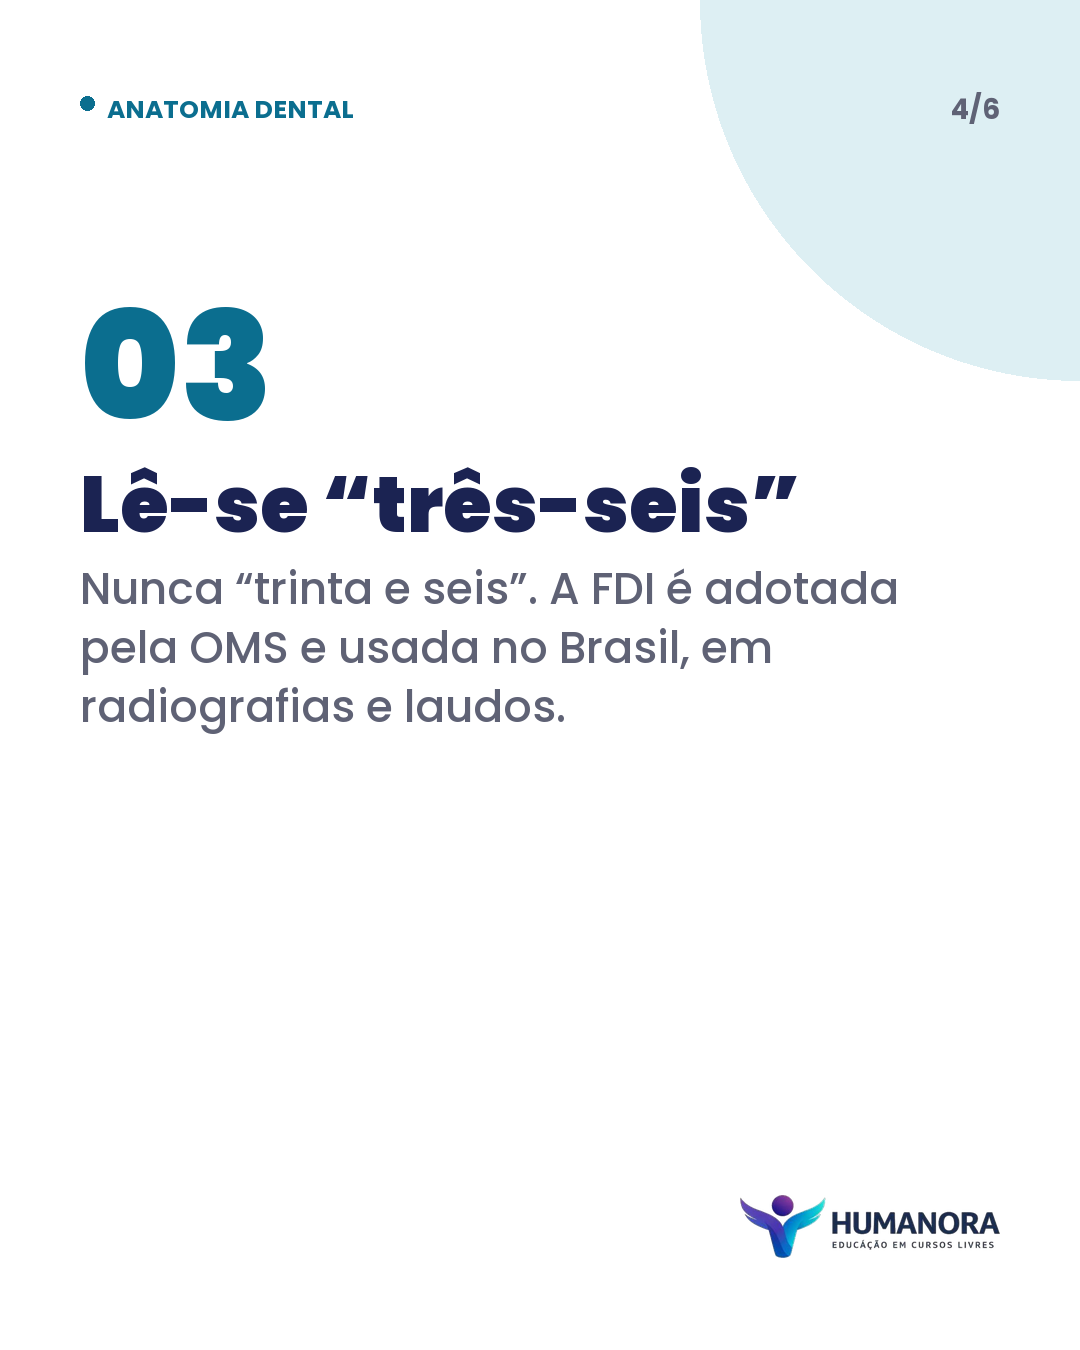 ANATOMIA DENTAL
4/6
03
Lê-se “três-seis”
Nunca “trinta e seis”. A FDI é adotada
pela OMS e usada no Brasil, em
radiografias e laudos.
HUMANORA
EDUCÁÇÃO EM CURSOS LIVRES